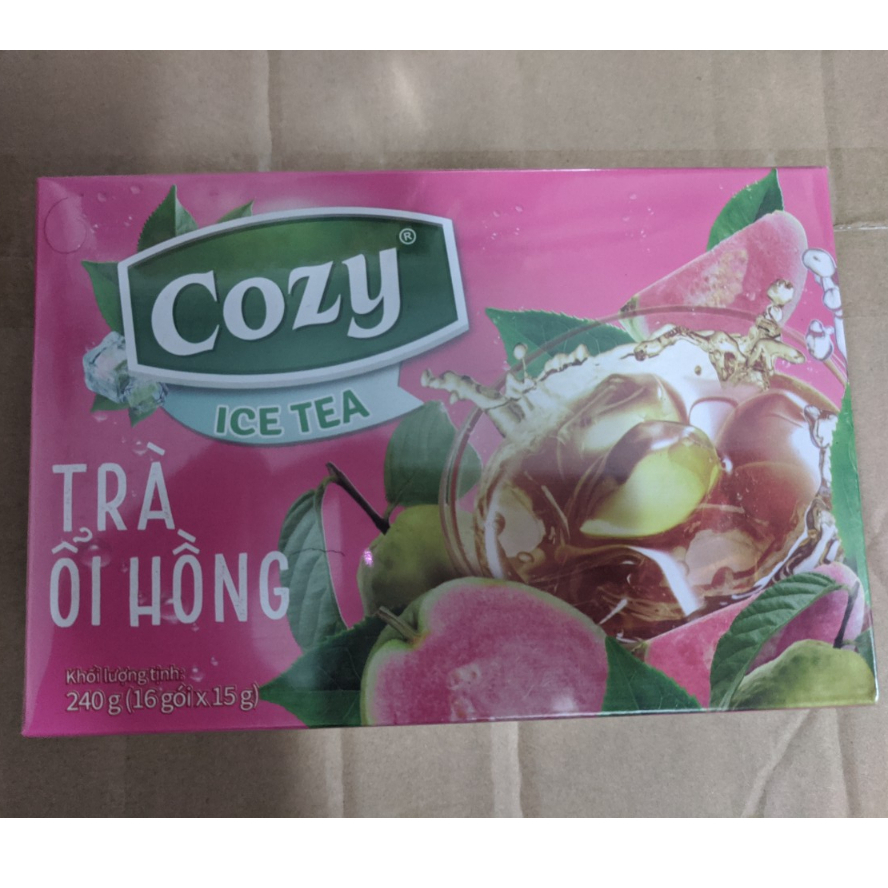 Cozy®
ICE TEA
TRÀ
ỔI HỒNG
Khối lượng tịnh:
240 g (16 gói x 15 g)